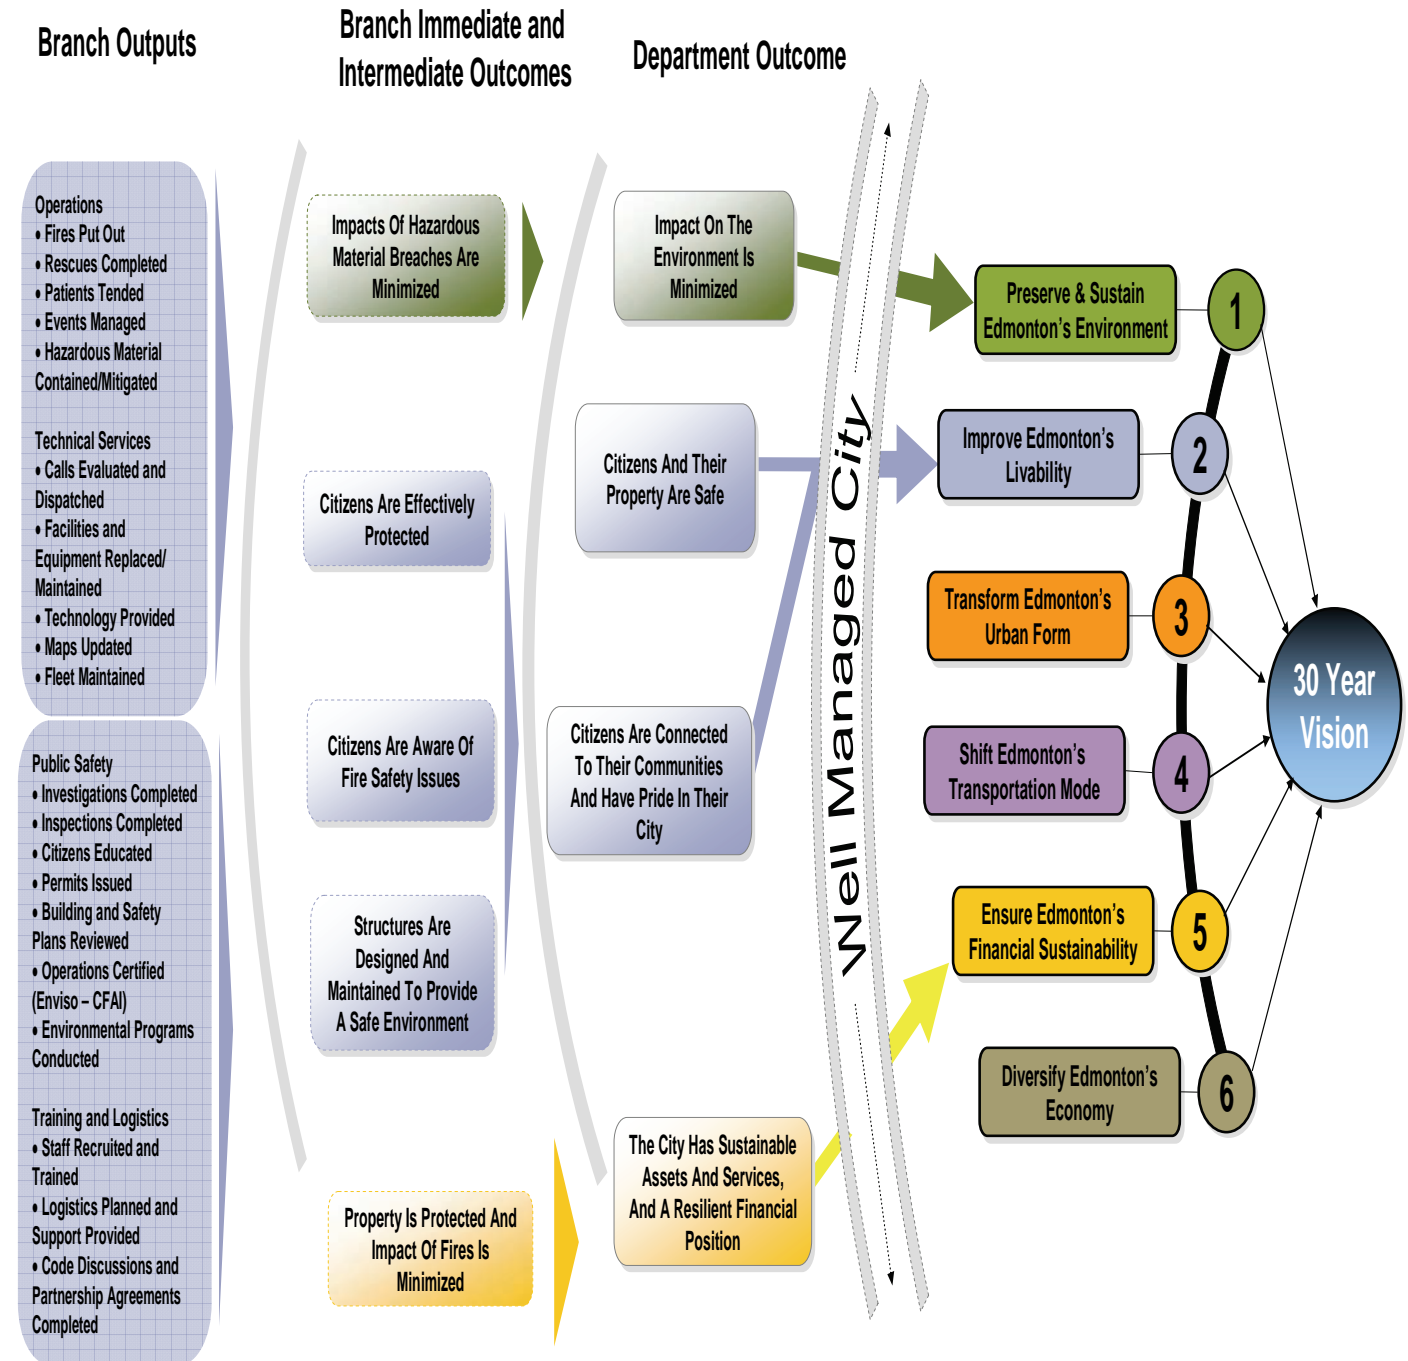 Branch Outputs
Branch Immediate and
Intermediate Outcomes
Department Outcome
Operations
• Fires Put Out
• Rescues Completed
• Patients Tended
• Events Managed
• Hazardous Material
Contained/Mitigated
Technical Services
• Calls Evaluated and
Dispatched
• Facilities and
Equipment Replaced/
Maintained
• Technology Provided
• Maps Updated
• Fleet Maintained
Public Safety
• Investigations Completed
• Inspections Completed
• Citizens Educated
• Permits Issued
• Building and Safety
Plans Reviewed
• Operations Certified
(Enviso – CFAI)
• Environmental Programs
Conducted
Training and Logistics
• Staff Recruited and
Trained
• Logistics Planned and
Support Provided
• Code Discussions and
Partnership Agreements
Completed
Impacts Of Hazardous
Material Breaches Are
Minimized
Citizens Are Effectively
Protected
Citizens Are Aware Of
Fire Safety Issues
Structures Are
Designed And
Maintained To Provide
A Safe Environment
Property Is Protected And
Impact Of Fires Is
Minimized
Impact On The
Environment Is
Minimized
Citizens And Their
Property Are Safe
Citizens Are Connected
To Their Communities
And Have Pride In Their
City
The City Has Sustainable
Assets And Services,
And A Resilient Financial
Position
Well Managed City
Preserve & Sustain
Edmonton's Environment
1
Improve Edmonton's
Livability
2
Transform Edmonton's
Urban Form
3
Shift Edmonton's
Transportation Mode
4
Ensure Edmonton's
Financial Sustainability
5
Diversify Edmonton's
Economy
6
30 Year
Vision